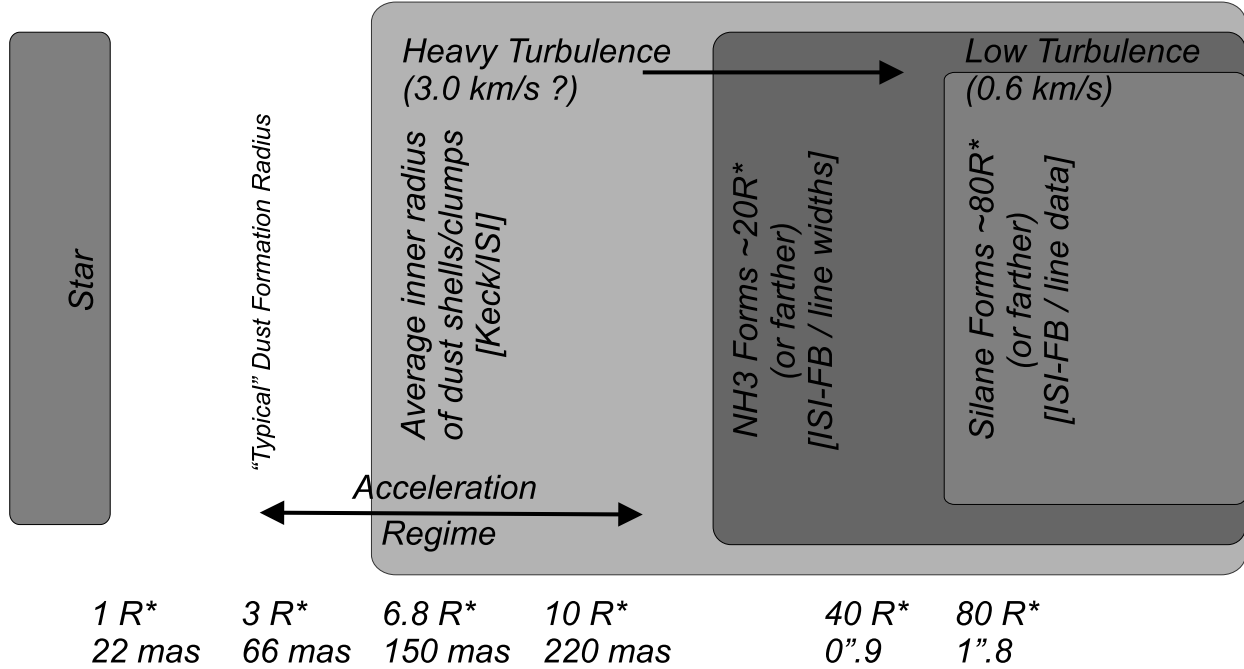 Heavy Turbulence
(3.0 km/s ?)
Low Turbulence
(0.6 km/s)
Star
“Typical” Dust Formation Radius
Average inner radius
of dust shells/clumps
[Keck/ISI]
NH3 Forms ~20R*
(or farther)
[ISI-FB / line widths]
Silane Forms ~80R*
(or farther)
[ISI-FB / line data]
Acceleration
Regime
1 R* 3 R* 6.8 R* 10 R* 40 R* 80 R*
22 mas 66 mas 150 mas 220 mas 0”.9 1”.8